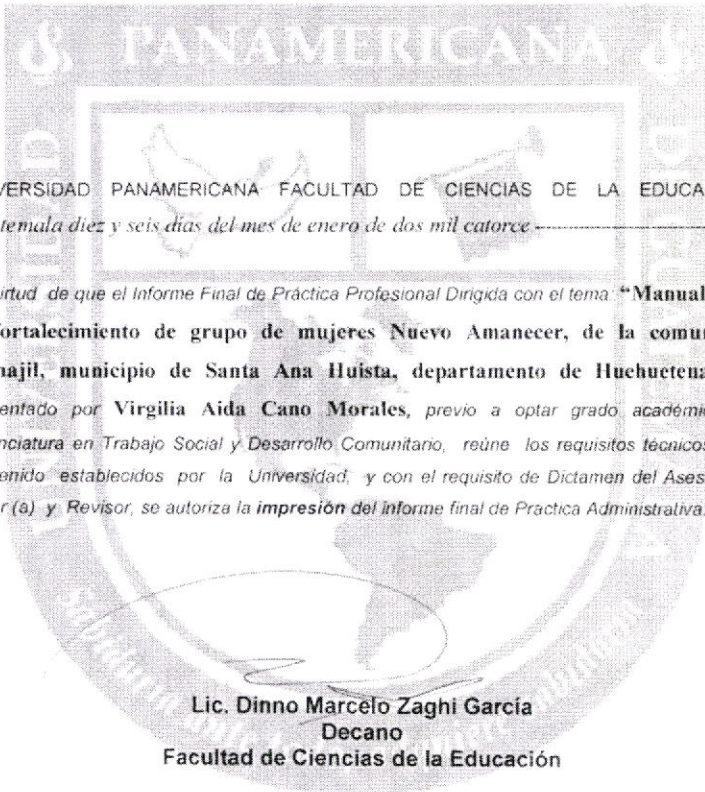 PANAMERICANA
VERSIDAD PANAMERICANA FACULTAD DE CIENCIAS DE LA EDUCA
temala diez y seis días del mes de enero de dos mil catorce
irtud de que el Informe Final de Práctica Profesional Dirigida con el tema: "Manual
ortalecimiento de grupo de mujeres Nuevo Amanecer, de la comu
najil, municipio de Santa Ana Huista, departamento de Huehuetena
entado por Virgilia Aida Cano Morales, previo a optar grado académi
nciatura en Trabajo Social y Desarrollo Comunitario, reúne los requisitos técnicos
enido establecidos por la Universidad, y con el requisito de Dictamen del Ases
r (a) y Revisor, se autoriza la impresión del informe final de Practica Administrativa.
Lic. Dinno Marcelo Zaghi García
Decano
Facultad de Ciencias de la Educación